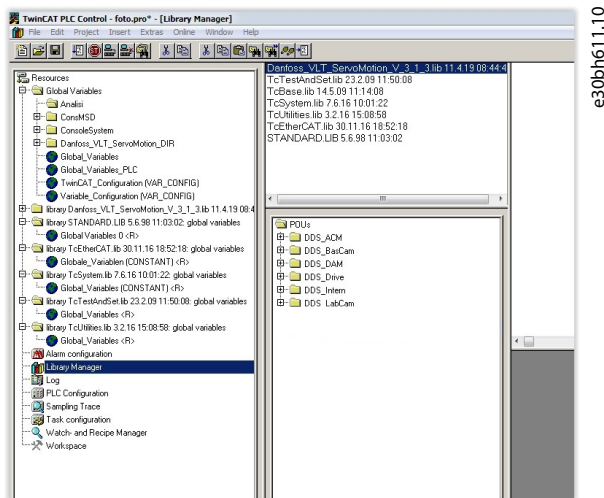 TwinCAT PLC Control - foto.pro* - [Library Manager]
File Edit Project Insert Extras Online Window Help
Resources
Global Variables
Analisi
ConsMSD
ConsoleSystem
Danfoss_VLT_ServoMotion_DIR
Global_Variables
Global_Variables_PLC
TwinCAT_Configuration (VAR_CONFIG)
Variable_Configuration (VAR_CONFIG)
library Danfoss_VLT_ServoMotion_V_3_1_3.lib 11.4.19 08:4
library STANDARD.LIB 5.6.98 11:03:02: global variables
Global Variables 0 <R>
library TcEtherCAT.lib 30.11.16 18:52:18: global variables
Globale_Variablen (CONSTANT) <R>
library TcSystem.lib 7.6.16 10:01:22: global variables
Global_Variables (CONSTANT) <R>
library TcTestAndSet.lib 23.2.09 11:50:08: global variables
Global_Variables <R>
library TcUtilities.lib 3.2.16 15:08:58: global variables
Global_Variables <R>
Alarm configuration
Library Manager
Log
PLC Configuration
Sampling Trace
Task configuration
Watch- and Recipe Manager
Workspace
Danfoss_VLT_ServoMotion_V_3_1_3.lib 11.4.19 08:44:4
TcTestAndSet.lib 23.2.09 11:50:08
TcBase.lib 14.5.09 11:14:08
TcSystem.lib 7.6.16 10:01:22
TcUtilities.lib 3.2.16 15:08:58
TcEtherCAT.lib 30.11.16 18:52:18
STANDARD.LIB 5.6.98 11:03:02
POUs
DDS_ACM
DDS_BasCam
DDS_DAM
DDS_Drive
DDS_Intern
DDS_LabCam
e30bh611.10